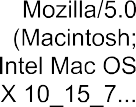 Mozilla/5.0
(Macintosh;
Intel Mac OS
X 10_15_7...